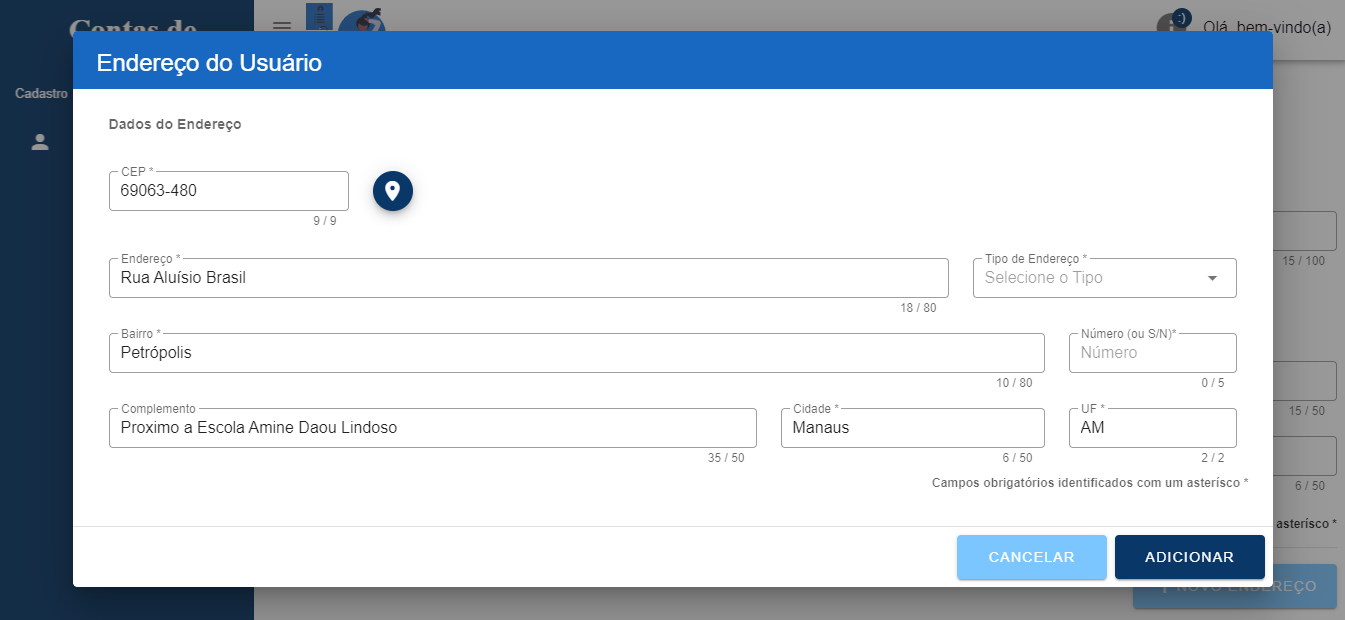 Contas de
:)
Olá, bem-vindo(a)
Endereço do Usuário
Cadastro
Dados do Endereço
CEP *
69063-480
9 / 9
Endereço *
Rua Aluísio Brasil
18 / 80
Tipo de Endereço *
Selecione o Tipo
15 / 100
Bairro *
Petrópolis
10 / 80
Número (ou S/N)*
Número
0 / 5
Complemento
Proximo a Escola Amine Daou Lindoso
35 / 50
Cidade *
Manaus
6 / 50
UF *
AM
2 / 2
15 / 50
6 / 50
Campos obrigatórios identificados com um asterísco *
asterísco *
CANCELAR
ADICIONAR
NOVO ENDEREÇO